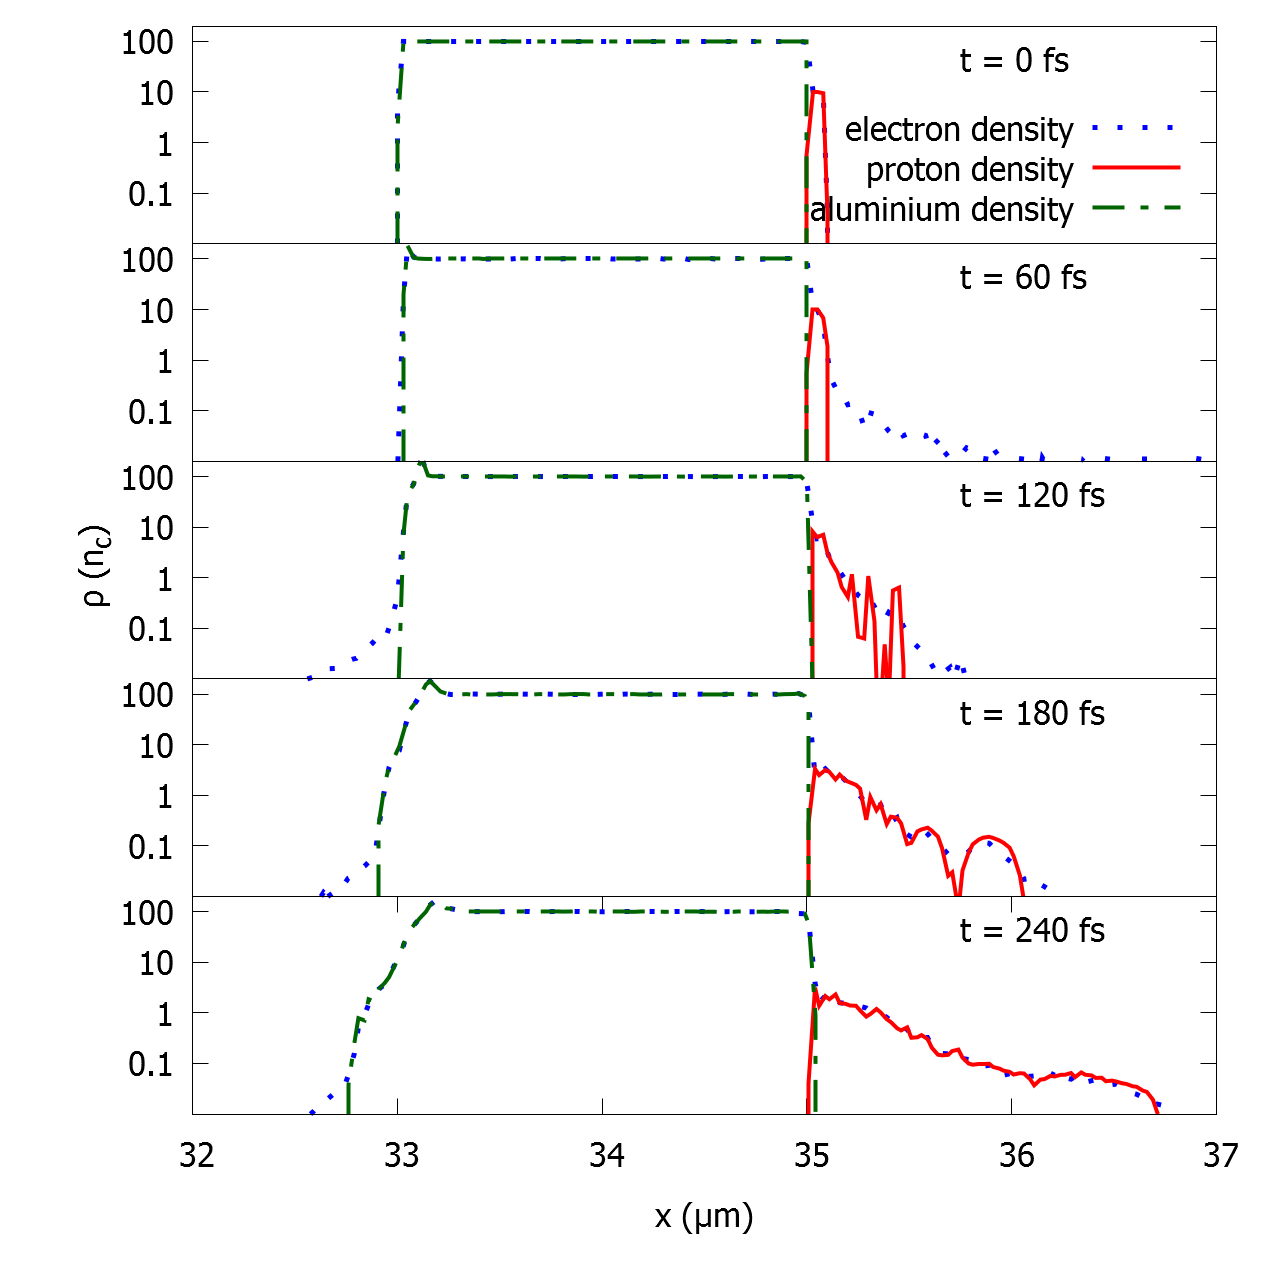 100
10
1
0.1
t = 0 fs
electron density
proton density
aluminium density
100
10
1
0.1
t = 60 fs
100
10
1
0.1
t = 120 fs
ρ (n_c)
100
10
1
0.1
t = 180 fs
100
10
1
0.1
t = 240 fs
32 33 34 35 36 37
x (µm)